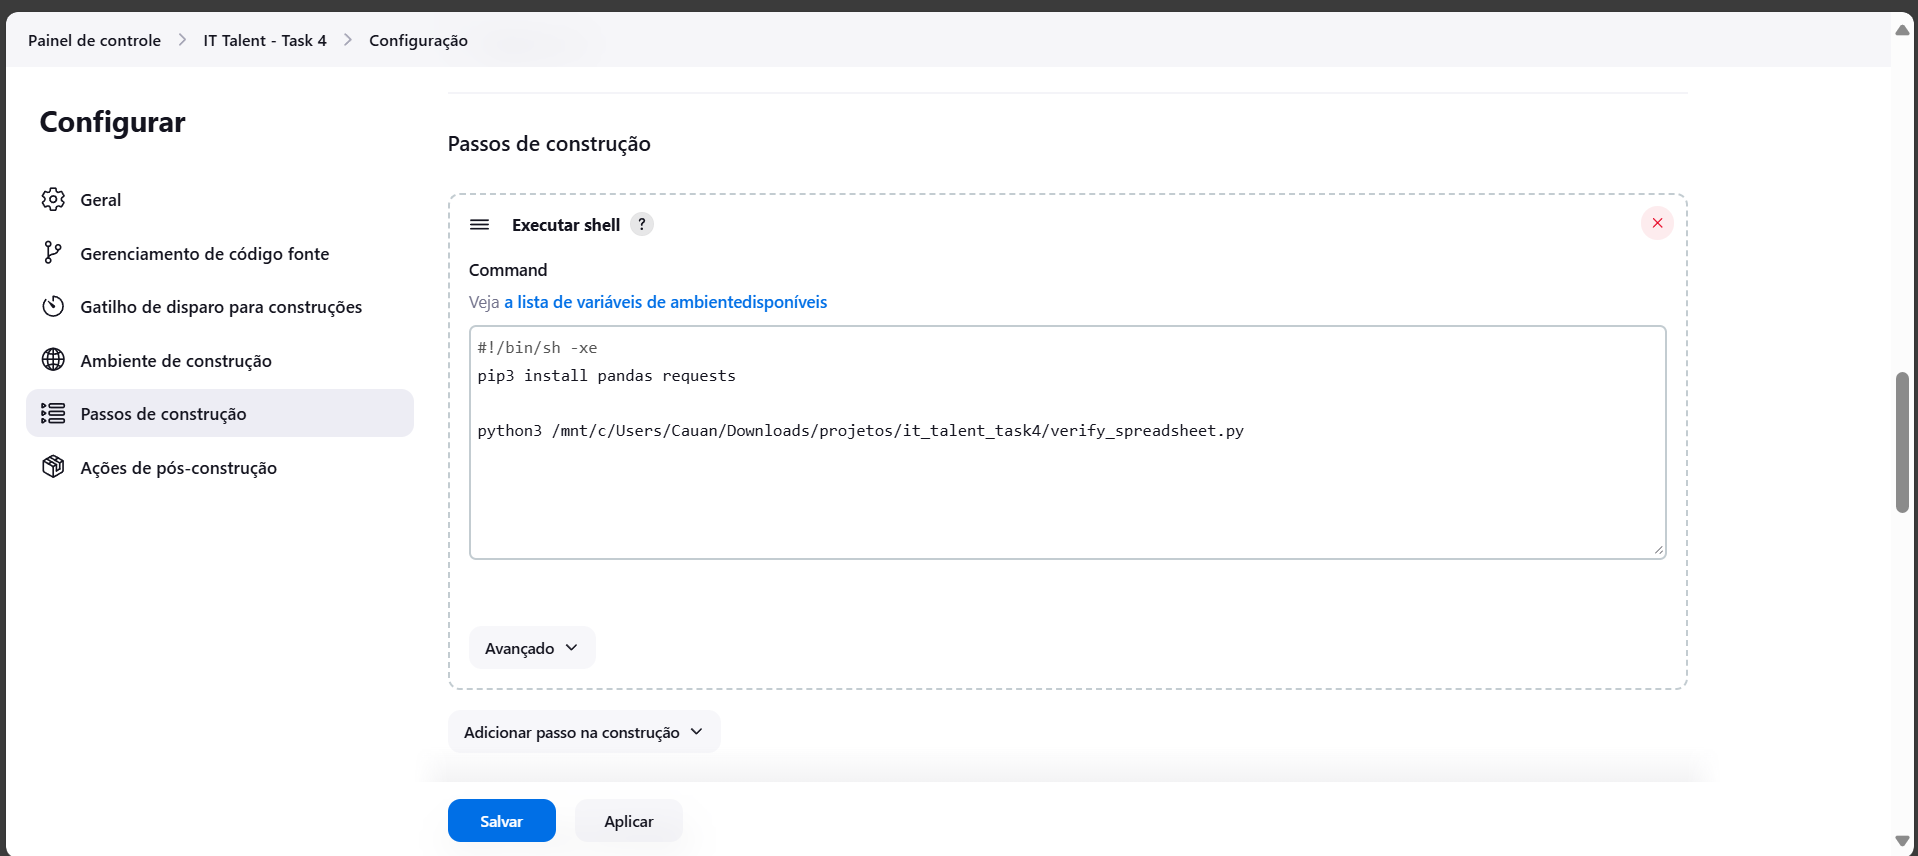 Painel de controle
IT Talent - Task 4
Configuração
Configurar
Geral
Gerenciamento de código fonte
Gatilho de disparo para construções
Ambiente de construção
Passos de construção
Ações de pós-construção
Passos de construção
Executar shell ?
Command
Veja a lista de variáveis de ambientedisponíveis
#!/bin/sh -xe
pip3 install pandas requests
python3 /mnt/c/Users/Cauan/Downloads/projetos/it_talent_task4/verify_spreadsheet.py
Avançado
Adicionar passo na construção
Salvar
Aplicar